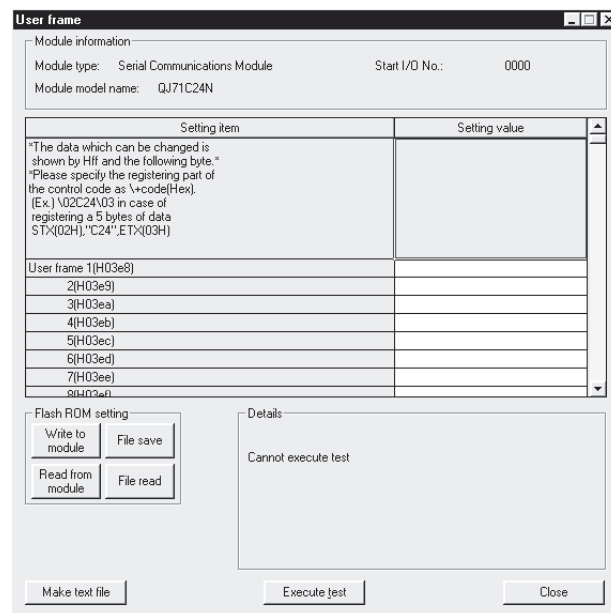 User frame
Module information
Module type: Serial Communications Module Start I/O No.: 0000
Module model name: QJ71C24N
Setting item Setting value
*The data which can be changed is
shown by Hff and the following byte.*
*Please specify the registering part of
the control code as \+code(Hex).
(Ex.) \02C24\03 in case of
registering a 5 bytes of data
STX(02H),"C24",ETX(03H)
User frame 1(H03e8)
2(H03e9)
3(H03ea)
4(H03eb)
5(H03ec)
6(H03ed)
7(H03ee)
8(H03ef)
Flash ROM setting
Write to
module
File save
Read from
module
File read
Details
Cannot execute test
Make text file
Execute test
Close